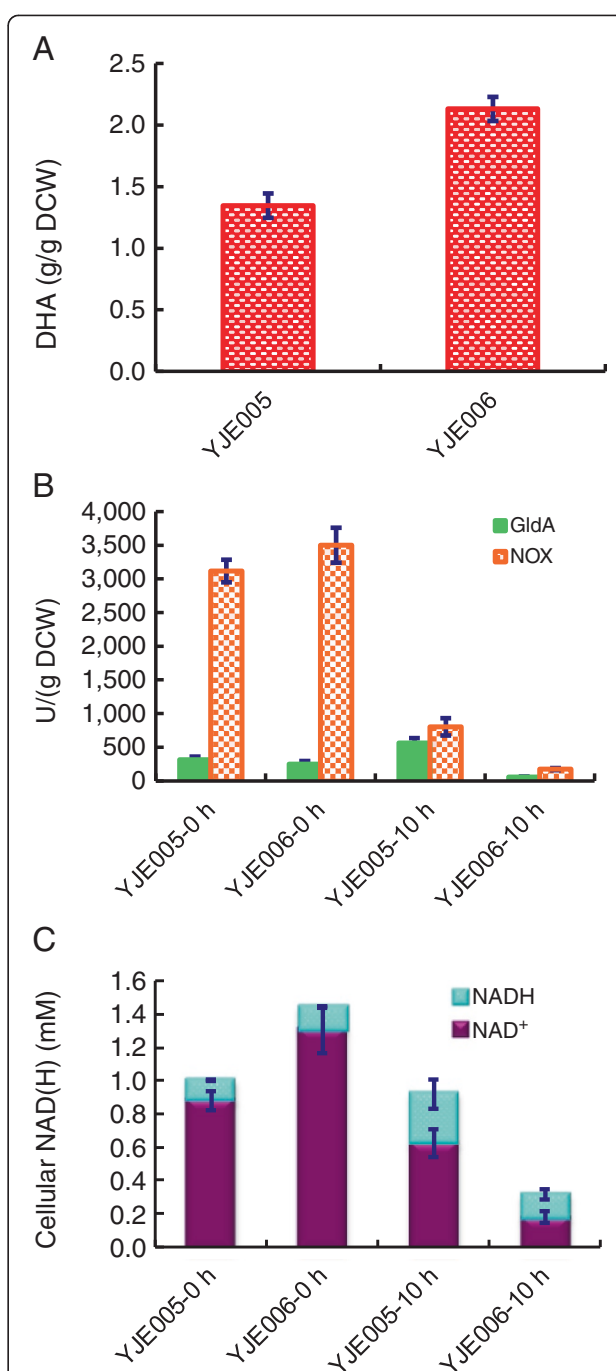 A
DHA (g/g DCW)
2.5
2.0
1.5
1.0
0.5
0.0
YJE005
YJE006
B
U/(g DCW)
4,000
3,500
3,000
2,500
2,000
1,500
1,000
500
0
GldA
NOX
YJE005-0 h
YJE006-0 h
YJE005-10 h
YJE006-10 h
C
Cellular NAD(H) (mM)
1.6
1.4
1.2
1.0
0.8
0.6
0.4
0.2
0.0
NADH
NAD⁺
YJE005-0 h
YJE006-0 h
YJE005-10 h
YJE006-10 h